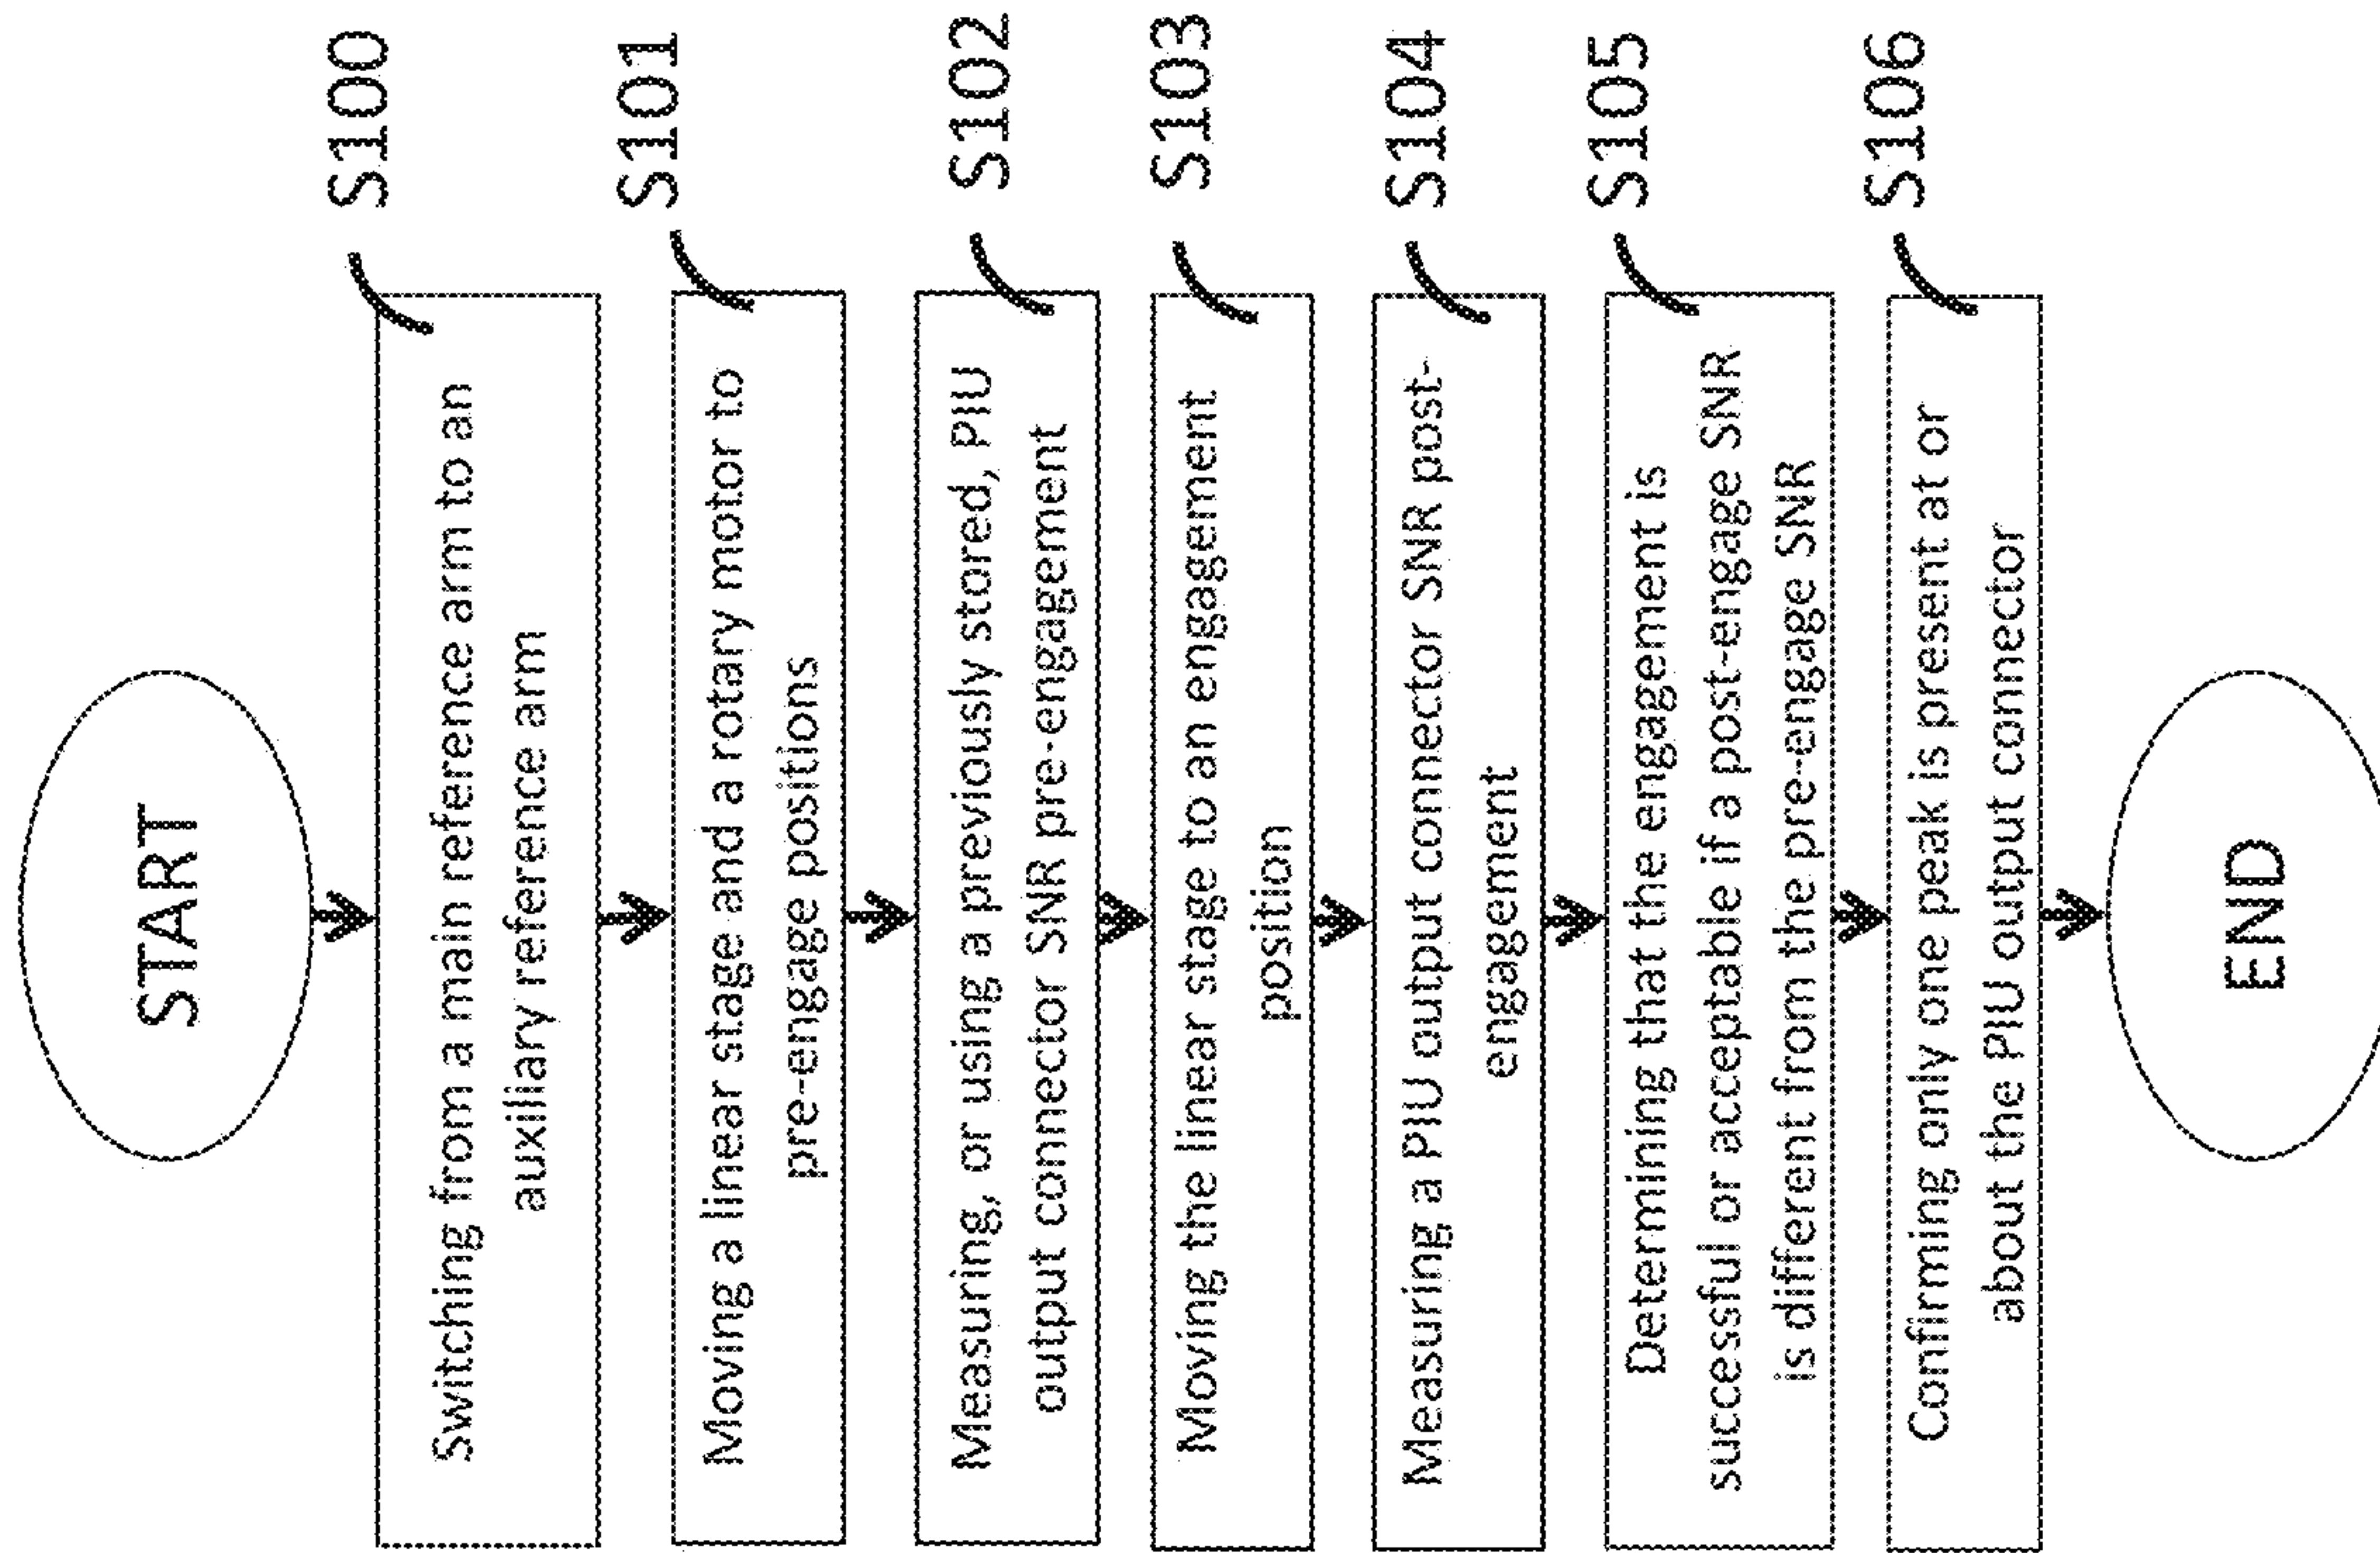 START
S100
Switching from a main reference arm to an
auxiliary reference arm
S101
Moving a linear stage and a rotary motor to
pre-engage positions
S102
Measuring, or using a previously stored, PIU
output connector SNR pre-engagement
S103
Moving the linear stage to an engagement
position
S104
Measuring a PIU output connector SNR post-
engagement
S105
Determining that the engagement is
successful or acceptable if a post-engage SNR
is different from the pre-engage SNR
S106
Confirming only one peak is present at or
about the PIU output connector
END